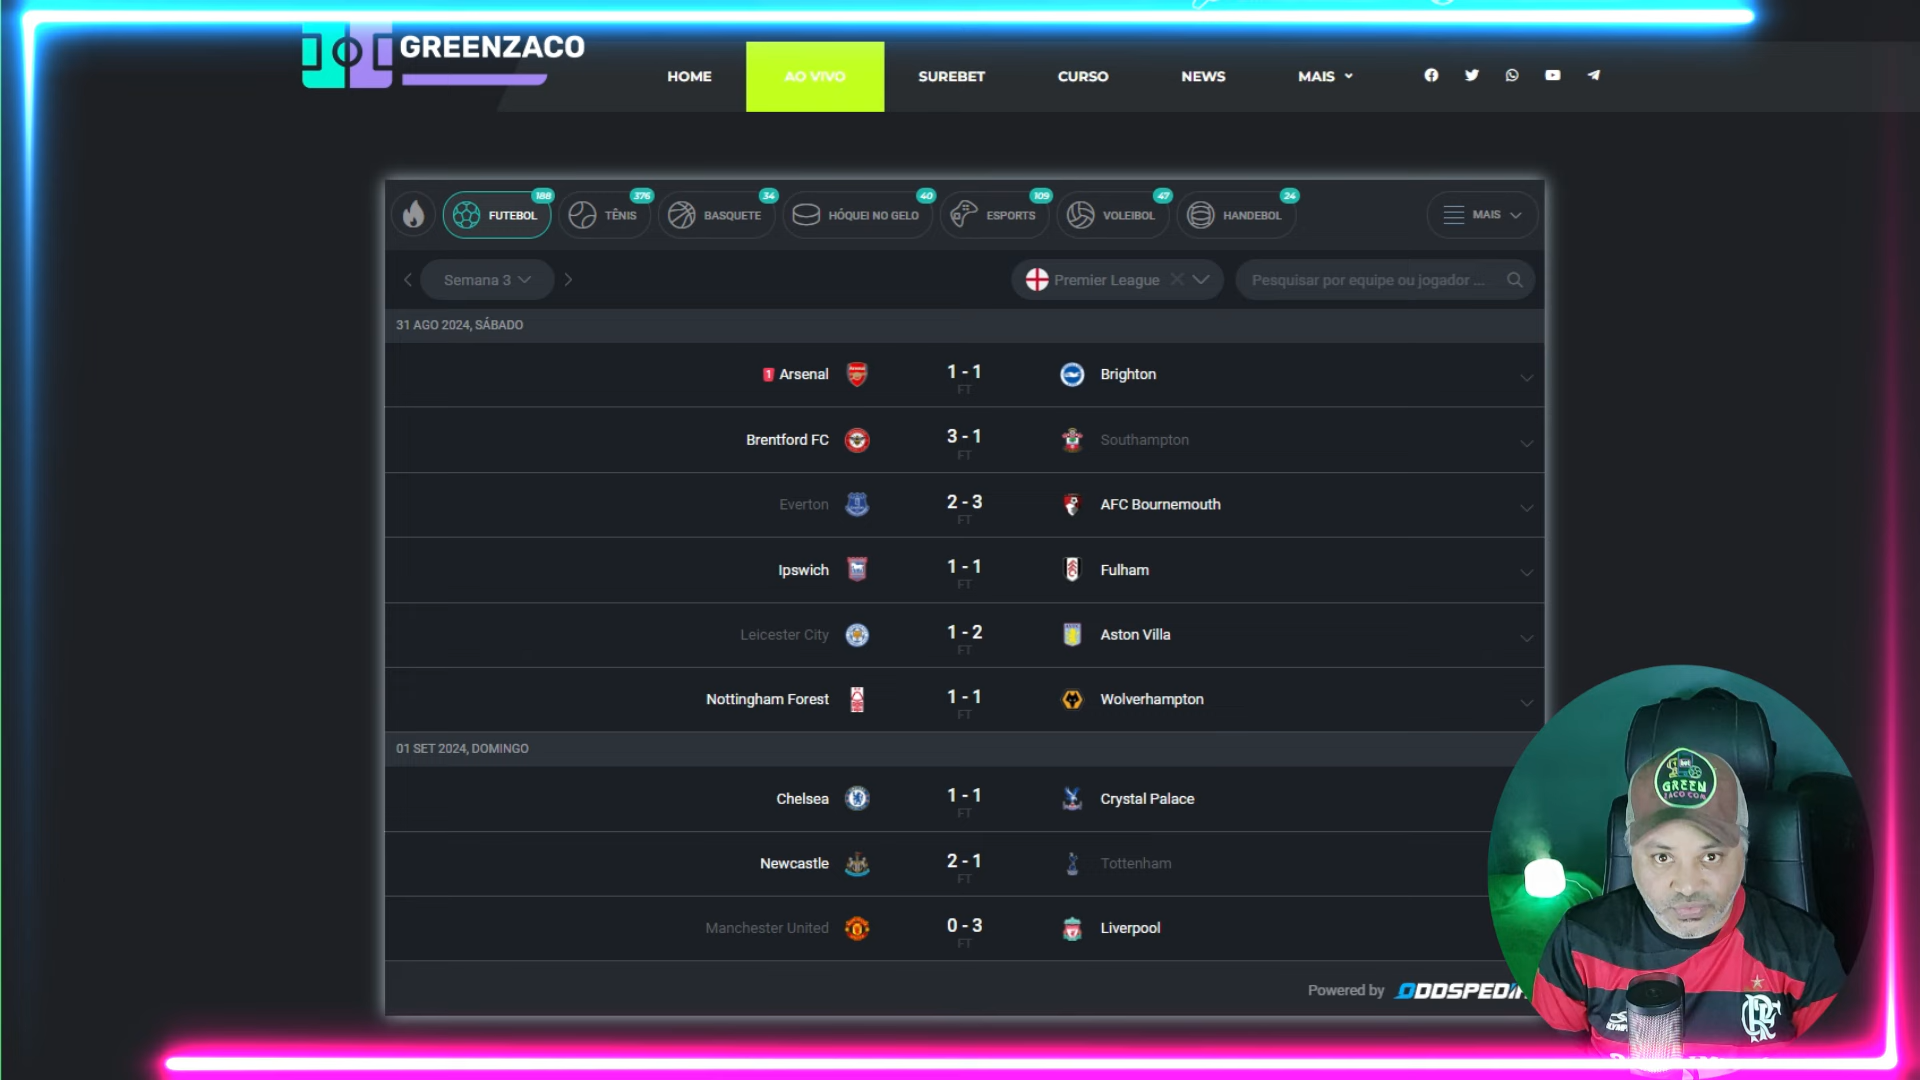 GREENZACO
HOME
AO VIVO
SUREBET
CURSO
NEWS
MAIS
188
376
34
40
109
47
24
FUTEBOL
TÊNIS
BASQUETE
HÓQUEI NO GELO
ESPORTS
VOLEIBOL
HANDEBOL
MAIS
Semana 3
Premier League
Pesquisar por equipe ou jogador ...
31 AGO 2024, SÁBADO
1 Arsenal 1 - 1 Brighton
FT
Brentford FC 3 - 1 Southampton
FT
Everton 2 - 3 AFC Bournemouth
FT
Ipswich 1 - 1 Fulham
FT
Leicester City 1 - 2 Aston Villa
FT
Nottingham Forest 1 - 1 Wolverhampton
FT
01 SET 2024, DOMINGO
Chelsea 1 - 1 Crystal Palace
FT
Newcastle 2 - 1 Tottenham
FT
Manchester United 0 - 3 Liverpool
FT
Powered by ODDSPEDIA
bet
GREEN
ZACO.COM